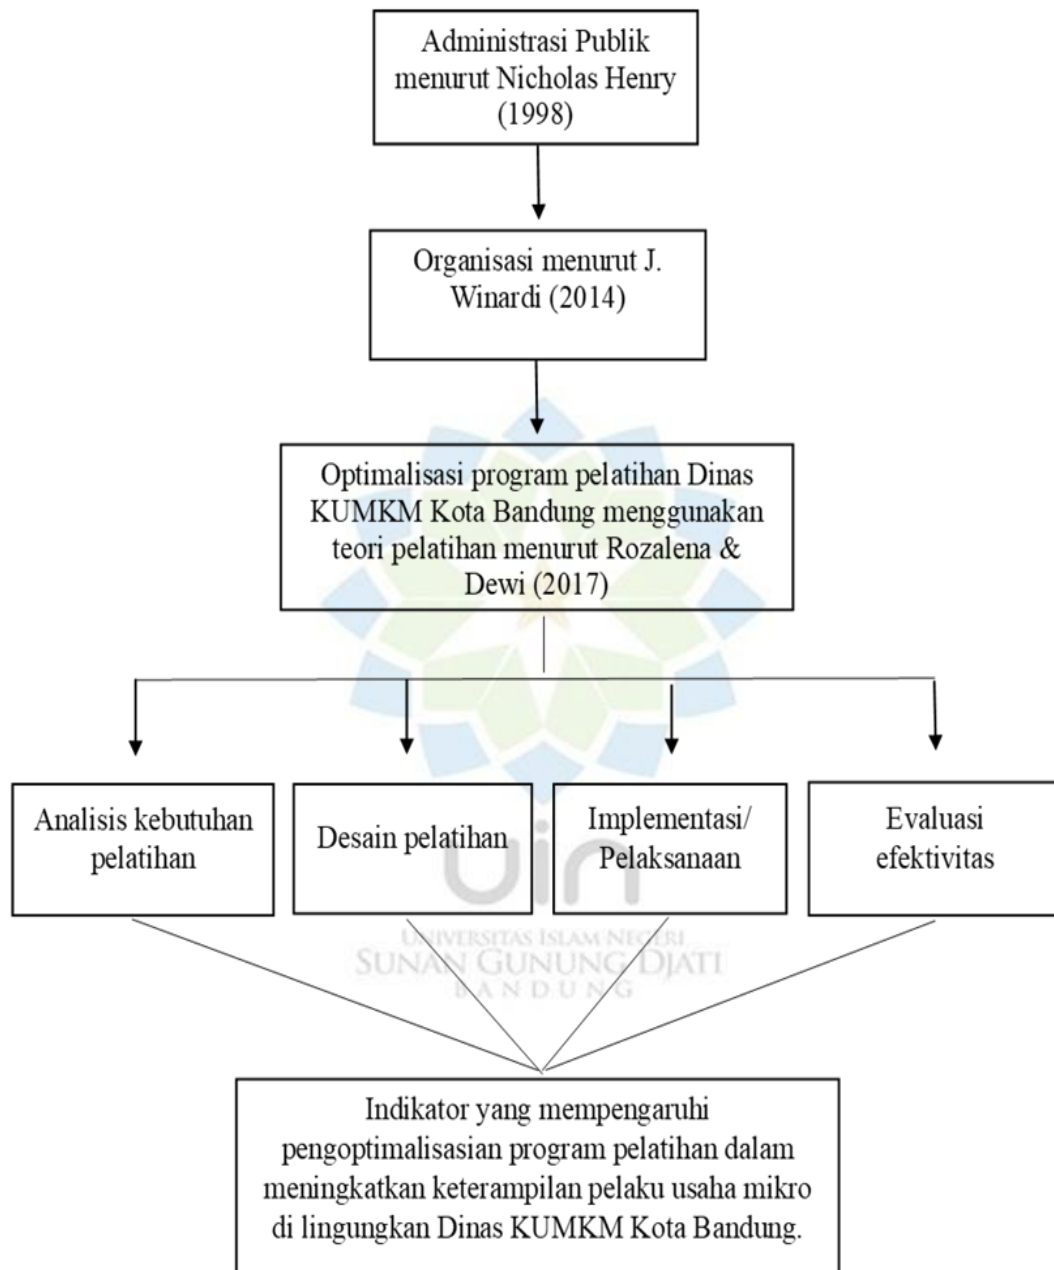 Administrasi Publik
menurut Nicholas Henry
(1998)
Organisasi menurut J.
Winardi (2014)
Optimalisasi program pelatihan Dinas
KUMKM Kota Bandung menggunakan
teori pelatihan menurut Rozalena &
Dewi (2017)
Analisis kebutuhan
pelatihan
Desain pelatihan
Implementasi/
Pelaksanaan
Evaluasi
efektivitas
uin
UNIVERSITAS ISLAM NEGERI
SUNAN GUNUNG DJATI
BANDUNG
Indikator yang mempengaruhi
pengoptimalisasian program pelatihan dalam
meningkatkan keterampilan pelaku usaha mikro
di lingungkan Dinas KUMKM Kota Bandung.